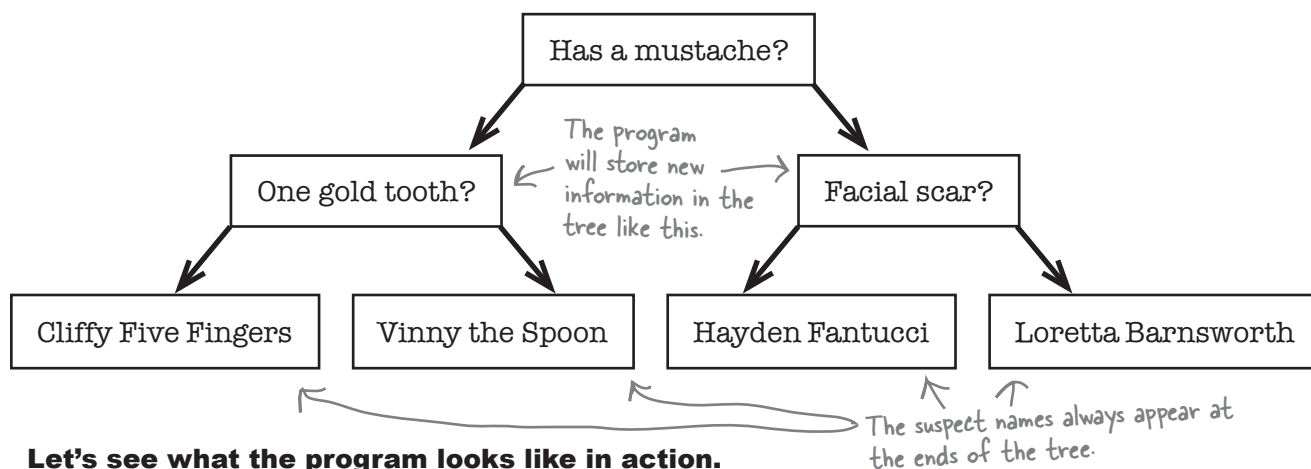 Has a mustache?
The program
will store new
information in the
tree like this.
One gold tooth?
Facial scar?
Cliffy Five Fingers
Vinny the Spoon
Hayden Fantucci
Loretta Barnsworth
The suspect names always appear at
the ends of the tree.
Let's see what the program looks like in action.